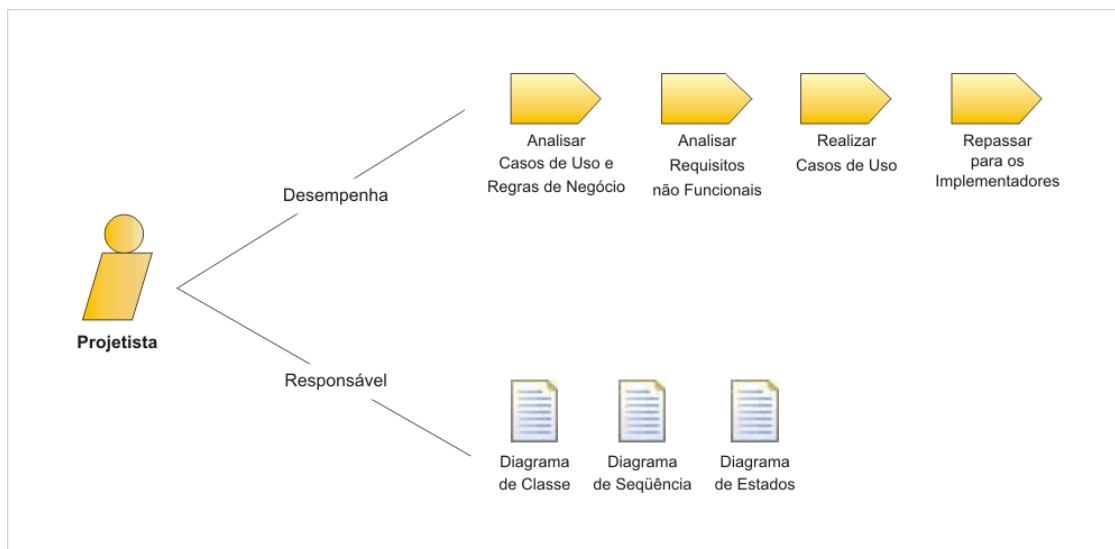 Analisar
Casos de Uso e
Regras de Negócio
Analisar
Requisitos
não Funcionais
Realizar
Casos de Uso
Repassar
para os
Implementadores
Desempenha
Projetista
Responsável
Diagrama
de Classe
Diagrama
de Seqüência
Diagrama
de Estados